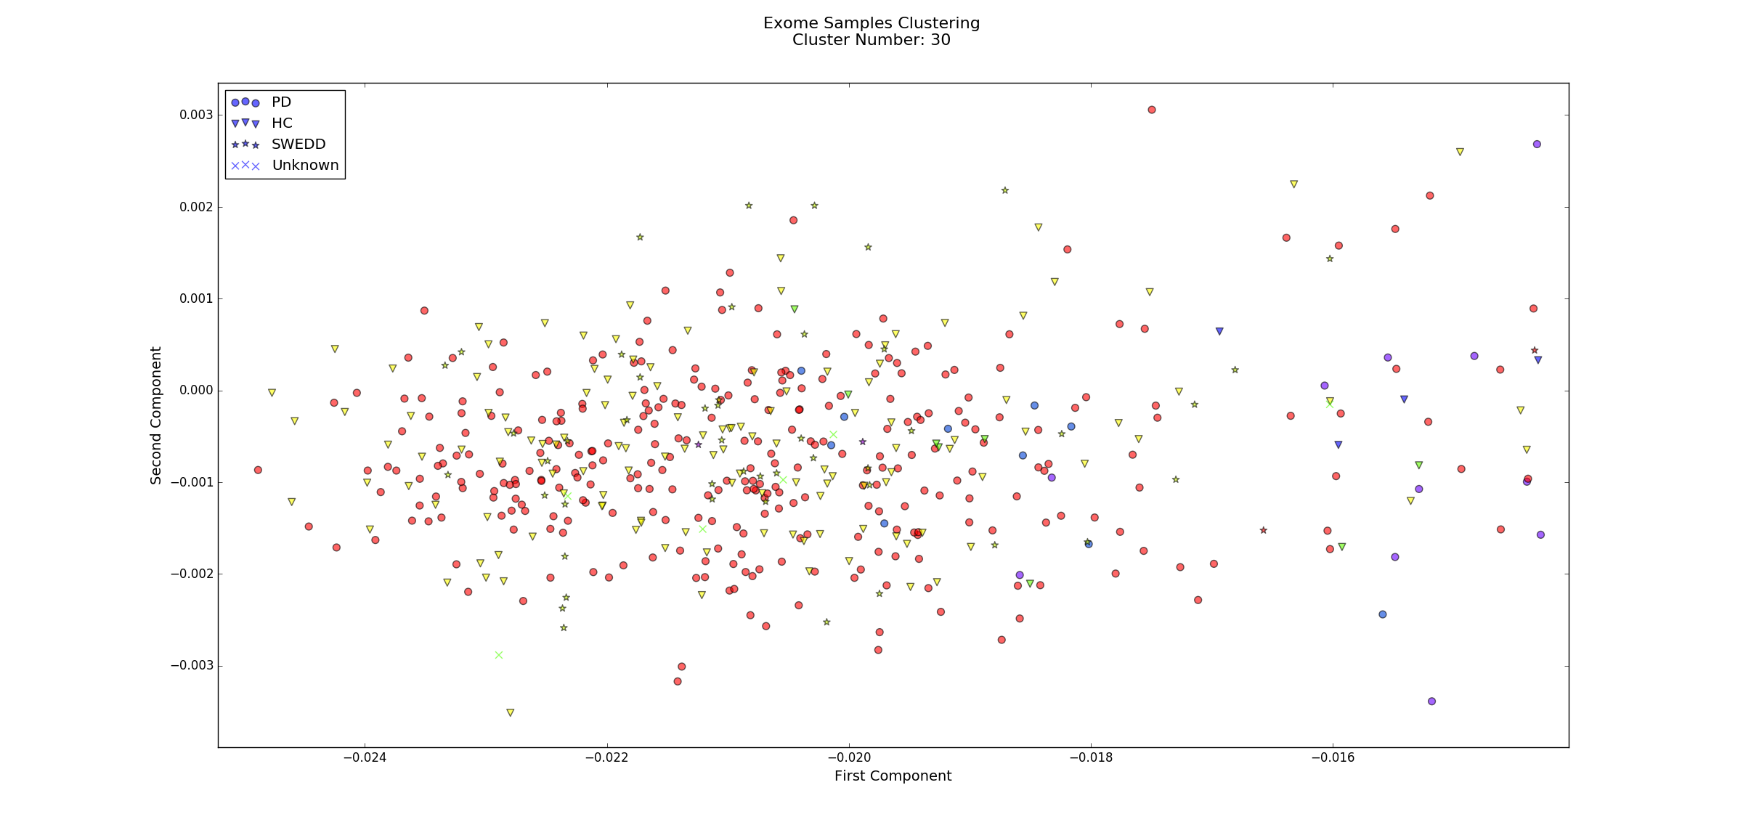 Exome Samples Clustering
Cluster Number: 30
PD
HC
SWEDD
Unknown
0.003
0.002
0.001
0.000
−0.001
−0.002
−0.003
Second Component
−0.024
−0.022
−0.020
−0.018
−0.016
First Component